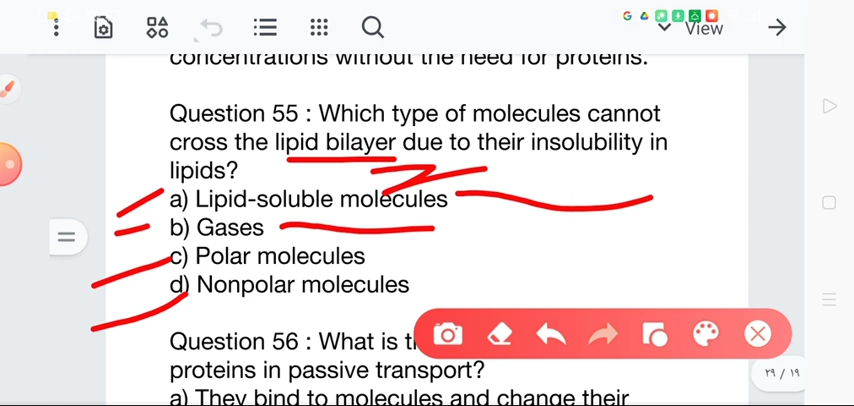 View
concentrations without the need for proteins.
Question 55 : Which type of molecules cannot
cross the lipid bilayer due to their insolubility in
lipids?
a) Lipid-soluble molecules
b) Gases
c) Polar molecules
d) Nonpolar molecules
Question 56 : What is
proteins in passive transport?
a) They bind to molecules and change their
٢٩ / ١٩